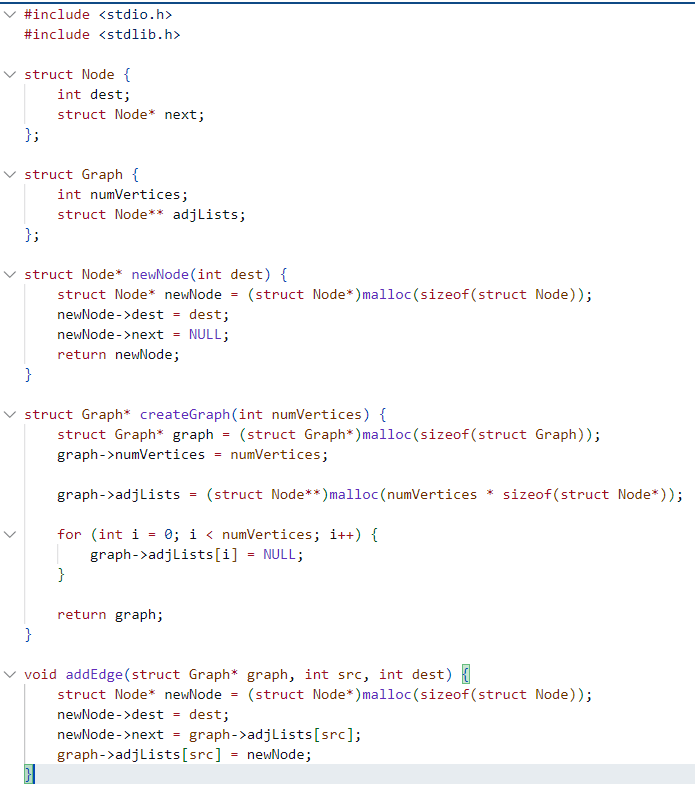 #include <stdio.h>
#include <stdlib.h>

struct Node {
    int dest;
    struct Node* next;
};

struct Graph {
    int numVertices;
    struct Node** adjLists;
};

struct Node* newNode(int dest) {
    struct Node* newNode = (struct Node*)malloc(sizeof(struct Node));
    newNode->dest = dest;
    newNode->next = NULL;
    return newNode;
}

struct Graph* createGraph(int numVertices) {
    struct Graph* graph = (struct Graph*)malloc(sizeof(struct Graph));
    graph->numVertices = numVertices;

    graph->adjLists = (struct Node**)malloc(numVertices * sizeof(struct Node*));

    for (int i = 0; i < numVertices; i++) {
        graph->adjLists[i] = NULL;
    }

    return graph;
}

void addEdge(struct Graph* graph, int src, int dest) {
    struct Node* newNode = (struct Node*)malloc(sizeof(struct Node));
    newNode->dest = dest;
    newNode->next = graph->adjLists[src];
    graph->adjLists[src] = newNode;
}